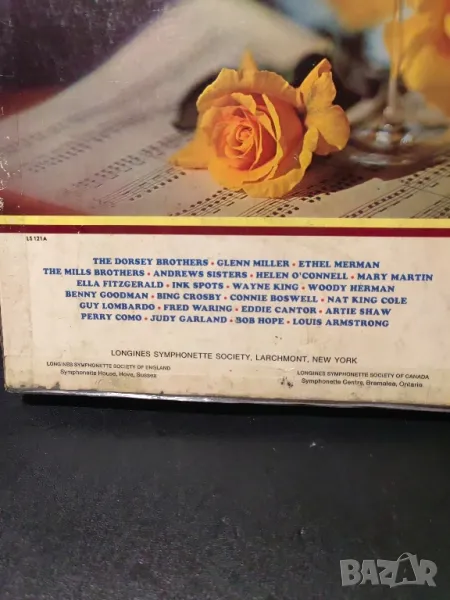 LS 121A
THE DORSEY BROTHERS • GLENN MILLER • ETHEL MERMAN
THE MILLS BROTHERS • ANDREWS SISTERS • HELEN O'CONNELL • MARY MARTIN
ELLA FITZGERALD • INK SPOTS • WAYNE KING • WOODY HERMAN
BENNY GOODMAN • BING CROSBY • CONNIE BOSWELL • NAT KING COLE
GUY LOMBARDO • FRED WARING • EDDIE CANTOR • ARTIE SHAW
PERRY COMO • JUDY GARLAND • BOB HOPE • LOUIS ARMSTRONG
LONGINES SYMPHONETTE SOCIETY, LARCHMONT, NEW YORK
LONGINES SYMPHONETTE SOCIETY OF ENGLAND
Symphonette House, Hove, Sussex
LONGINES SYMPHONETTE SOCIETY OF CANADA
Symphonette Centre, Bramalea, Ontario
BAZAR